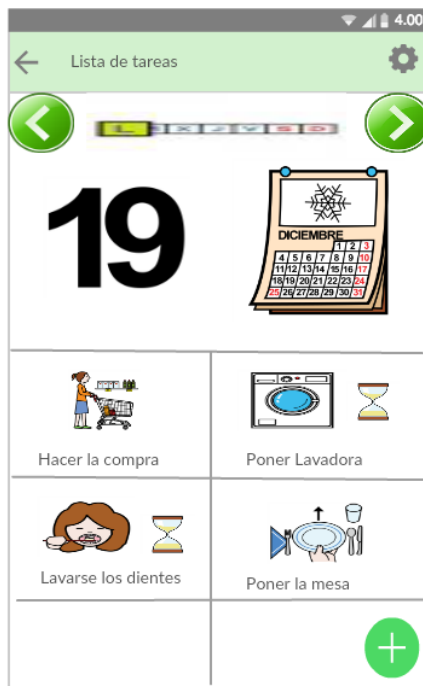 4.00
Lista de tareas
L X J V S D
19
DICIEMBRE
1 2 3
4 5 6 7 8 9 10
11 12 13 14 15 16 17
18 19 20 21 22 23 24
25 26 27 28 29 30 31
Hacer la compra
Poner Lavadora
Lavarse los dientes
Poner la mesa